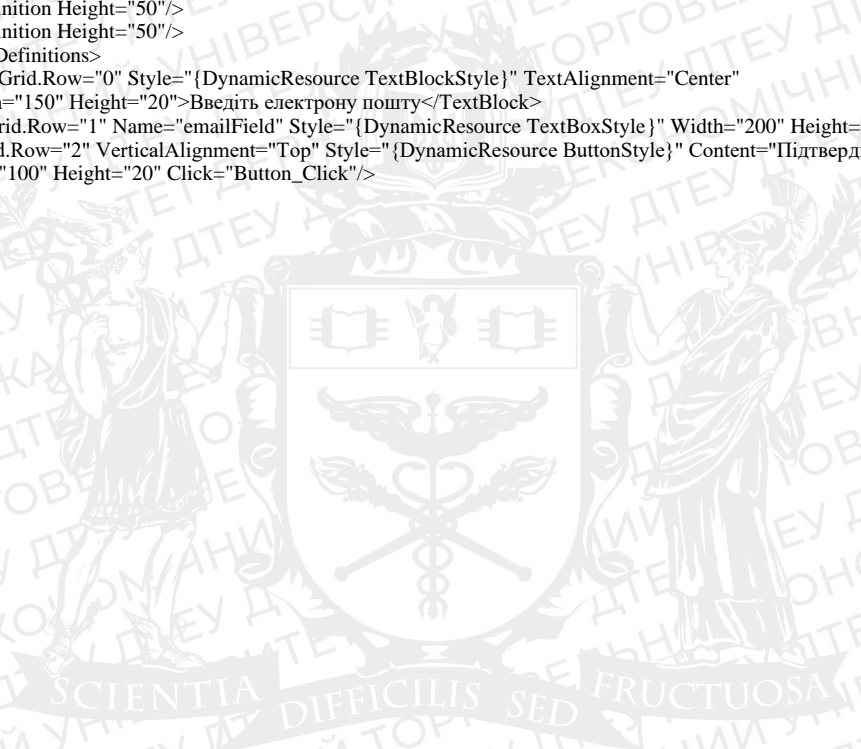 nition Height="50"/>
nition Height="50"/>
Definitions>
Grid.Row="0" Style="{DynamicResource TextBlockStyle}" TextAlignment="Center"
="150" Height="20">Введіть електрону пошту</TextBlock>
rid.Row="1" Name="emailField" Style="{DynamicResource TextBoxStyle}" Width="200" Height=
d.Row="2" VerticalAlignment="Top" Style="{DynamicResource ButtonStyle}" Content="Підтверд
"100" Height="20" Click="Button_Click"/>
SCIENTIA DIFFICILIS SED FRUCTUOSA